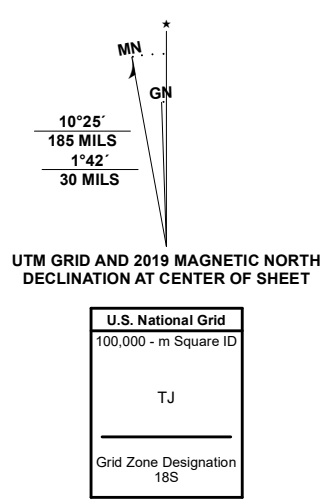 ★
MN
GN
10°25´
185 MILS
1°42´
30 MILS
UTM GRID AND 2019 MAGNETIC NORTH
DECLINATION AT CENTER OF SHEET
U.S. National Grid
100,000 - m Square ID
TJ
Grid Zone Designation
18S